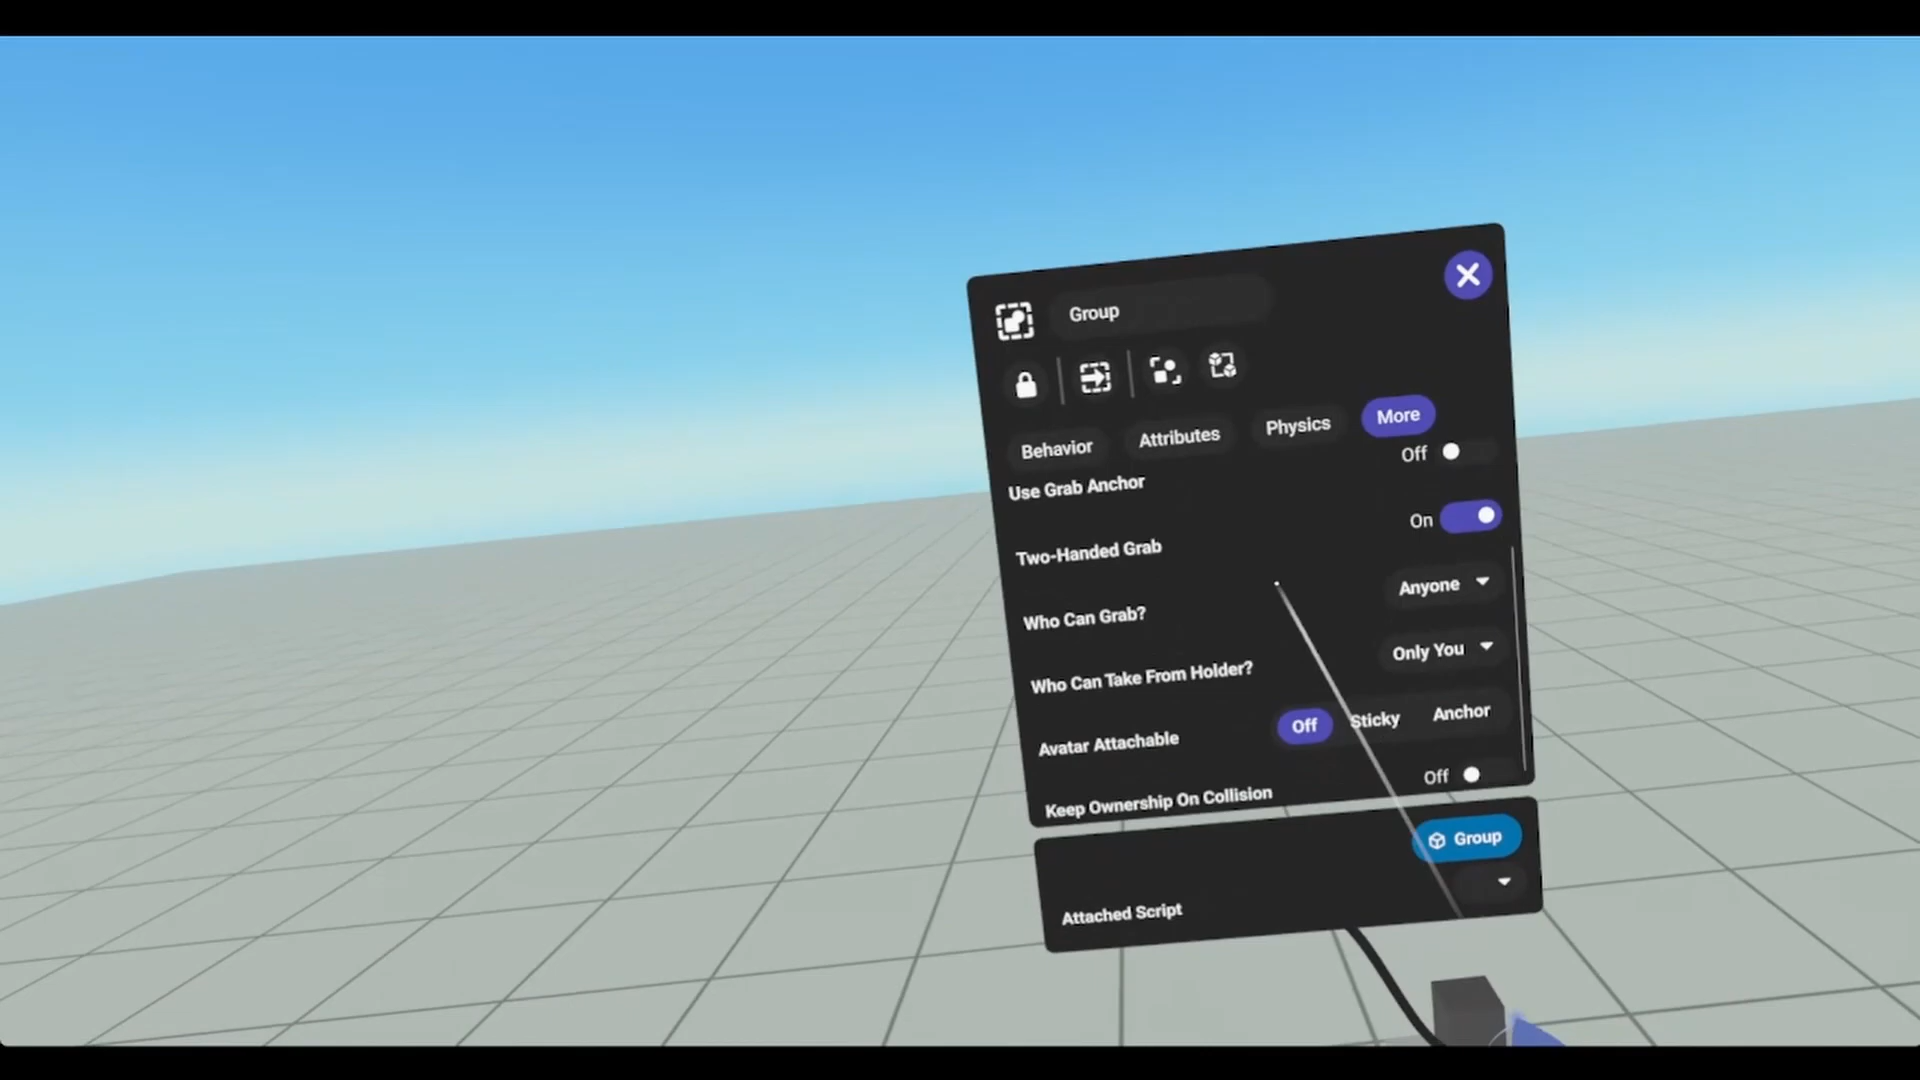 Group
Behavior Attributes Physics More
Use Grab Anchor Off
Two-Handed Grab On
Who Can Grab? Anyone
Who Can Take From Holder? Only You
Avatar Attachable Off Sticky Anchor
Keep Ownership On Collision Off
Group
Attached Script